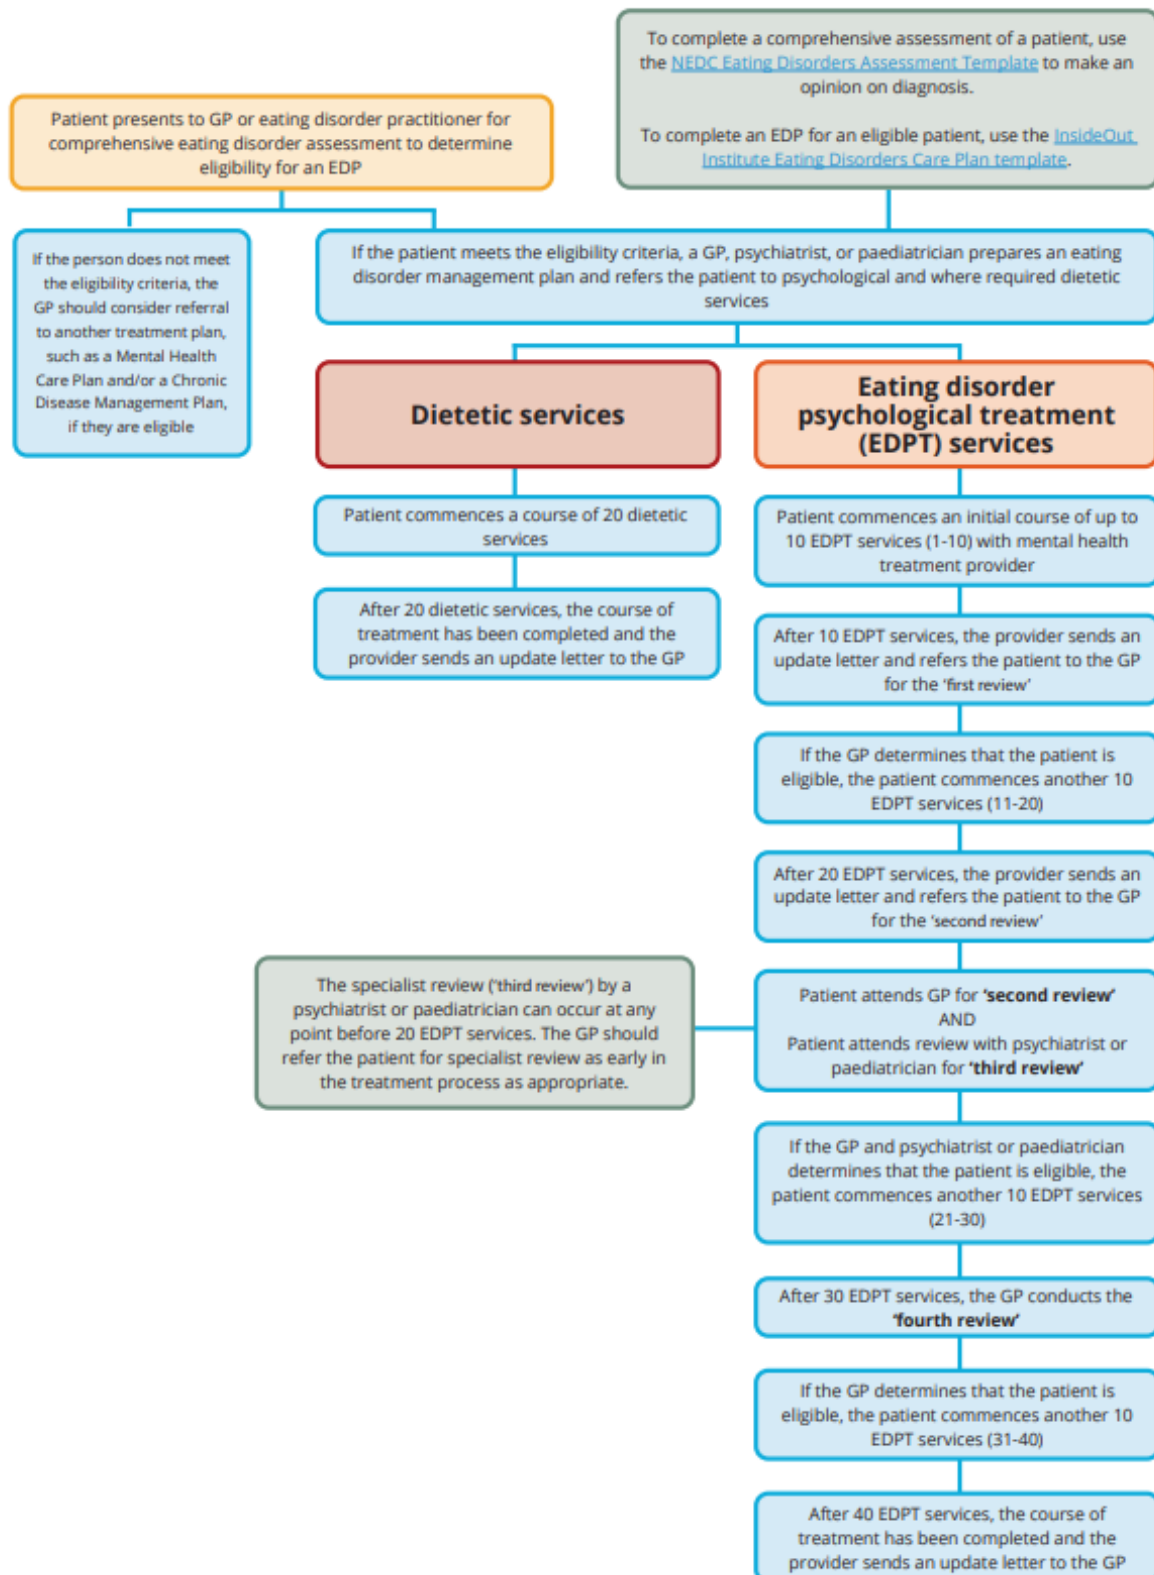 To complete a comprehensive assessment of a patient, use
the NEDC Eating Disorders Assessment Template to make an
opinion on diagnosis.
To complete an EDP for an eligible patient, use the InsideOut
Institute Eating Disorders Care Plan template.
Patient presents to GP or eating disorder practitioner for
comprehensive eating disorder assessment to determine
eligibility for an EDP
If the person does not meet
the eligibility criteria, the
GP should consider referral
to another treatment plan,
such as a Mental Health
Care Plan and/or a Chronic
Disease Management Plan,
if they are eligible
If the patient meets the eligibility criteria, a GP, psychiatrist, or paediatrician prepares an eating
disorder management plan and refers the patient to psychological and where required dietetic
services
Dietetic services
Patient commences a course of 20 dietetic
services
After 20 dietetic services, the course of
treatment has been completed and the
provider sends an update letter to the GP
Eating disorder
psychological treatment
(EDPT) services
Patient commences an initial course of up to
10 EDPT services (1-10) with mental health
treatment provider
After 10 EDPT services, the provider sends an
update letter and refers the patient to the GP
for the ‘first review’
If the GP determines that the patient is
eligible, the patient commences another 10
EDPT services (11-20)
After 20 EDPT services, the provider sends an
update letter and refers the patient to the GP
for the ‘second review’
The specialist review (‘third review’) by a
psychiatrist or paediatrician can occur at any
point before 20 EDPT services. The GP should
refer the patient for specialist review as early in
the treatment process as appropriate.
Patient attends GP for ‘second review’
AND
Patient attends review with psychiatrist or
paediatrician for ‘third review’
If the GP and psychiatrist or paediatrician
determines that the patient is eligible, the
patient commences another 10 EDPT services
(21-30)
After 30 EDPT services, the GP conducts the
‘fourth review’
If the GP determines that the patient is
eligible, the patient commences another 10
EDPT services (31-40)
After 40 EDPT services, the course of
treatment has been completed and the
provider sends an update letter to the GP